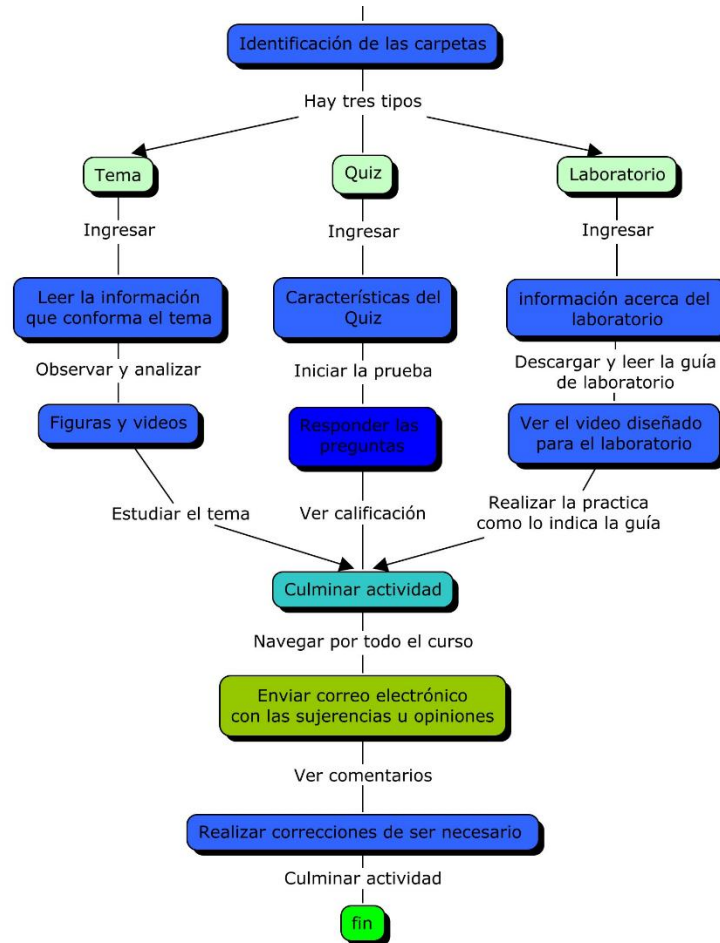 Identificación de las carpetas
Hay tres tipos
Tema
Quiz
Laboratorio
Ingresar
Ingresar
Ingresar
Leer la información
que conforma el tema
Características del
Quiz
información acerca del
laboratorio
Observar y analizar
Iniciar la prueba
Descargar y leer la guía
de laboratorio
Figuras y videos
Responder las
preguntas
Ver el video diseñado
para el laboratorio
Estudiar el tema
Ver calificación
Realizar la practica
como lo indica la guía
Culminar actividad
Navegar por todo el curso
Enviar correo electrónico
con las sujerencias u opiniones
Ver comentarios
Realizar correcciones de ser necesario
Culminar actividad
fin